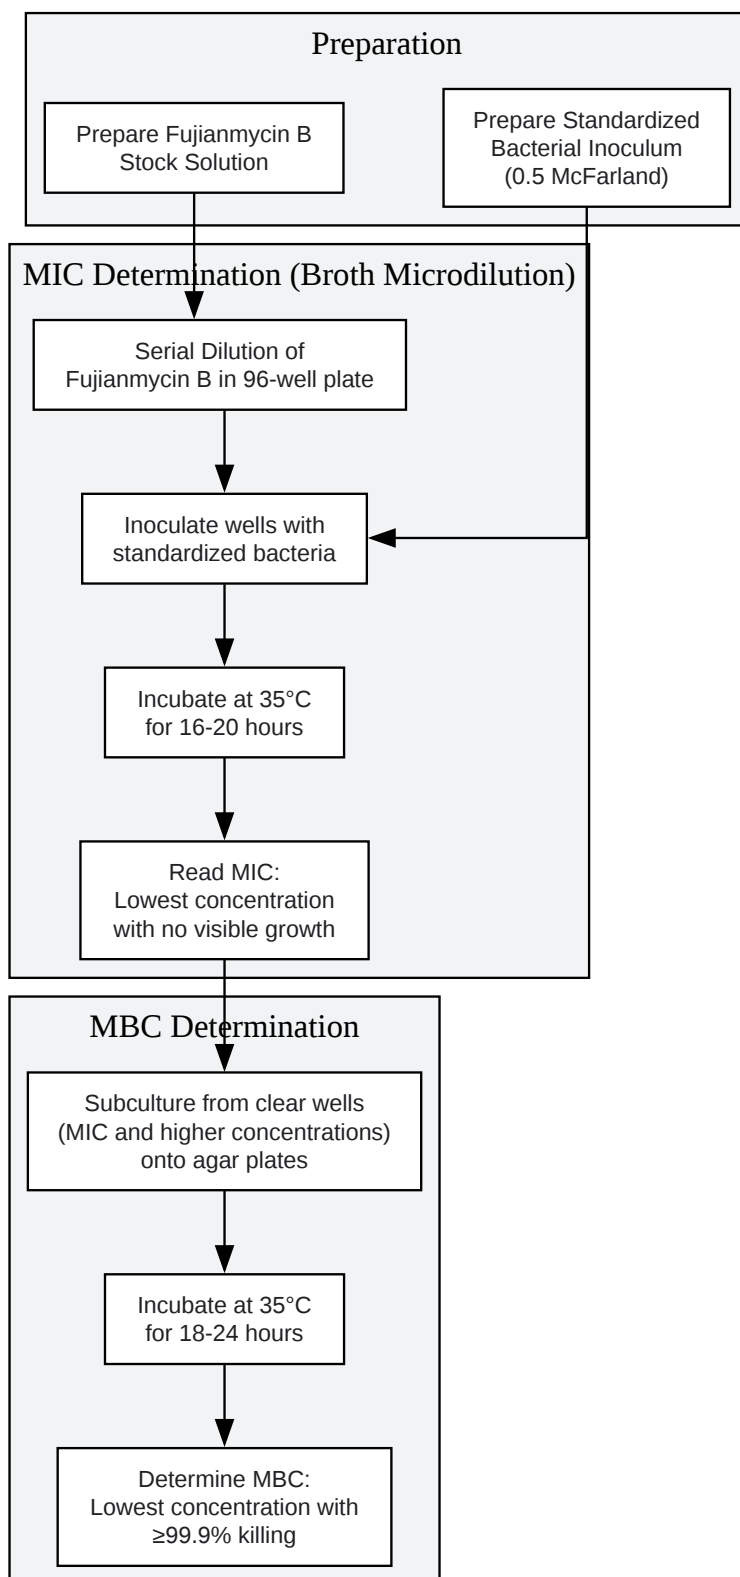 Preparation
Prepare Fujianmycin B
Stock Solution
Prepare Standardized
Bacterial Inoculum
(0.5 McFarland)
MIC Determination (Broth Microdilution)
Serial Dilution of
Fujianmycin B in 96-well plate
Inoculate wells with
standardized bacteria
Incubate at 35°C
for 16-20 hours
Read MIC:
Lowest concentration
with no visible growth
MBC Determination
Subculture from clear wells
(MIC and higher concentrations)
onto agar plates
Incubate at 35°C
for 18-24 hours
Determine MBC:
Lowest concentration with
≥99.9% killing